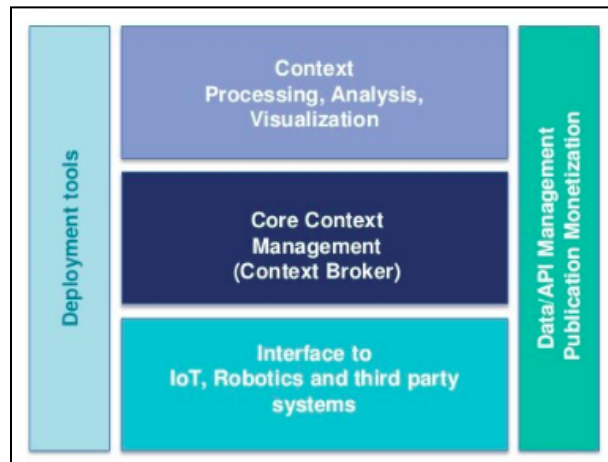 Deployment tools
Context
Processing, Analysis,
Visualization
Core Context
Management
(Context Broker)
Interface to
IoT, Robotics and third party
systems
Data/API Management
Publication Monetization